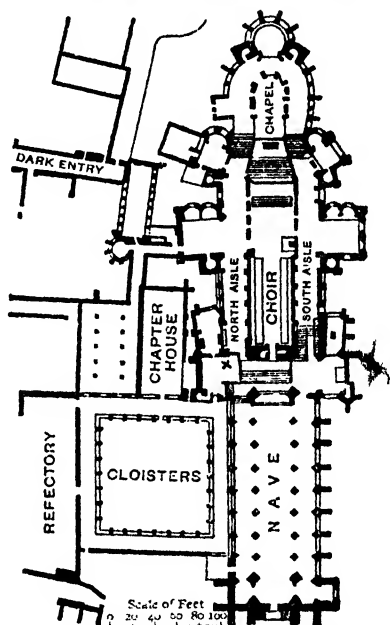 CHAPEL
DARK ENTRY
NORTH AISLE
CHOIR
SOUTH AISLE
CHAPTER
HOUSE
REFECTORY
CLOISTERS
NAVE
Scale of Feet
0 20 40 60 80 100